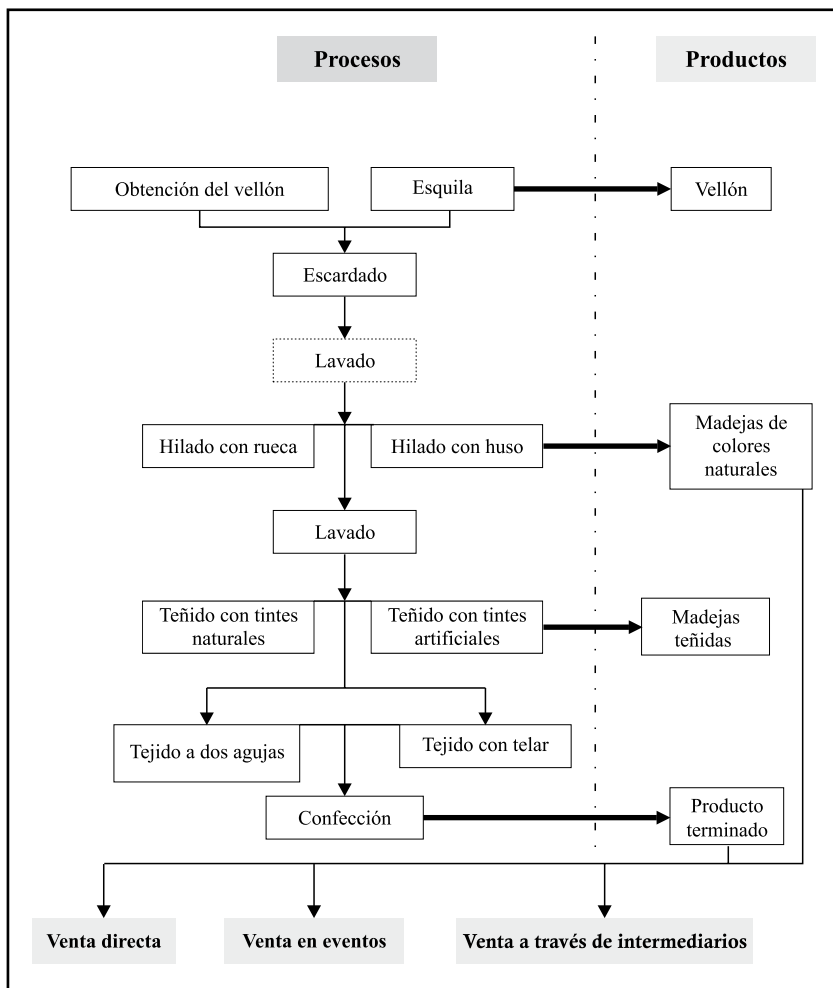 Procesos
Productos
Obtención del vellón
Esquila
Vellón
Escardado
Lavado
Hilado con rueca
Hilado con huso
Madejas de
colores
naturales
Lavado
Teñido con tintes
naturales
Teñido con tintes
artificiales
Madejas
teñidas
Tejido a dos agujas
Tejido con telar
Confección
Producto
terminado
Venta directa
Venta en eventos
Venta a través de intermediarios